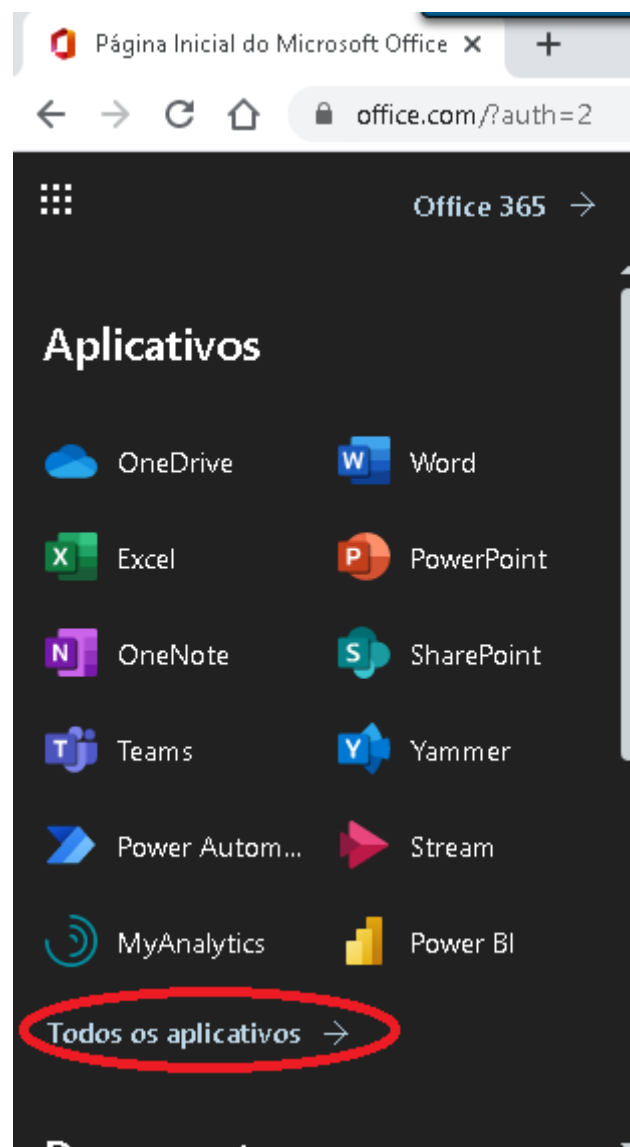 Página Inicial do Microsoft Office
office.com/?auth=2
Office 365
Aplicativos
OneDrive
W Word
X Excel
P PowerPoint
N OneNote
S SharePoint
T Teams
Y Yammer
Power Autom...
Stream
MyAnalytics
Power BI
Todos os aplicativos